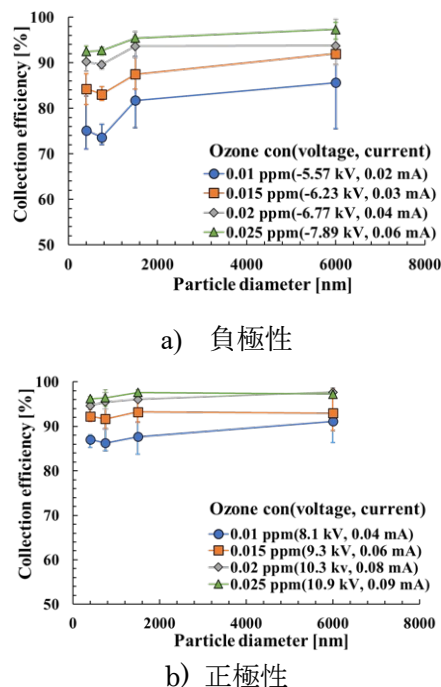 Collection efficiency [%]
100
90
80
70
60
50
Ozone con(voltage, current)
0.01 ppm(-5.57 kV, 0.02 mA)
0.015 ppm(-6.23 kV, 0.03 mA)
0.02 ppm(-6.77 kV, 0.04 mA)
0.025 ppm(-7.89 kV, 0.06 mA)
0 2000 4000 6000 8000
Particle diameter [nm]
a) 負極性
Collection efficiency [%]
100
90
80
70
60
50
Ozone con(voltage, current)
0.01 ppm(8.1 kV, 0.04 mA)
0.015 ppm(9.3 kV, 0.06 mA)
0.02 ppm(10.3 kv, 0.08 mA)
0.025 ppm(10.9 kV, 0.09 mA)
0 2000 4000 6000 8000
Particle diameter [nm]
b) 正極性